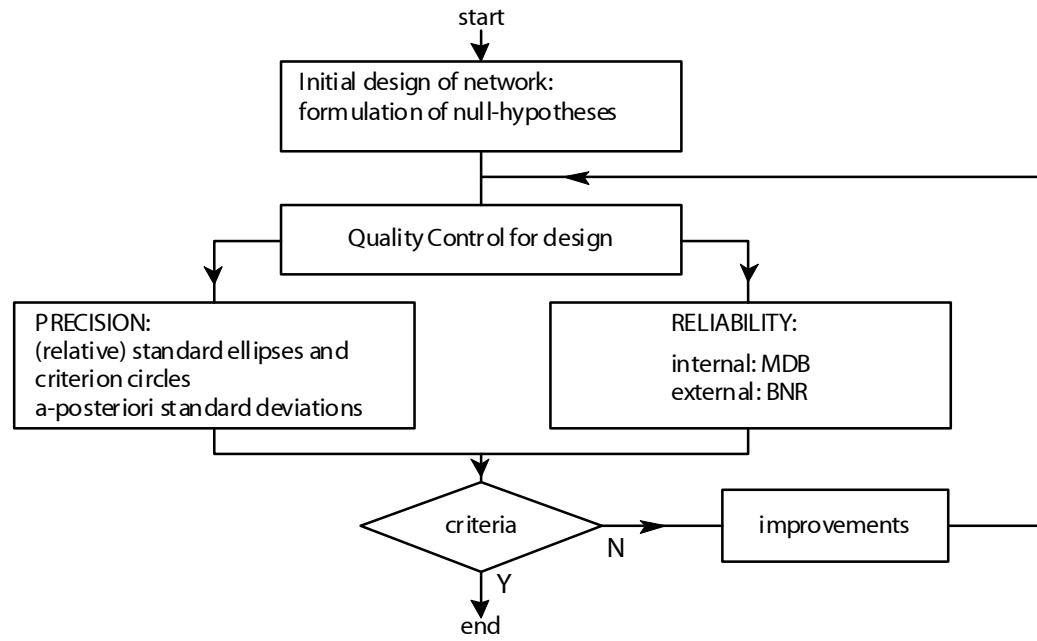 start
Initial design of network:
formulation of null-hypotheses
Quality Control for design
PRECISION:
(relative) standard ellipses and
criterion circles
a-posteriori standard deviations
RELIABILITY:
internal: MDB
external: BNR
criteria
N
improvements
Y
end